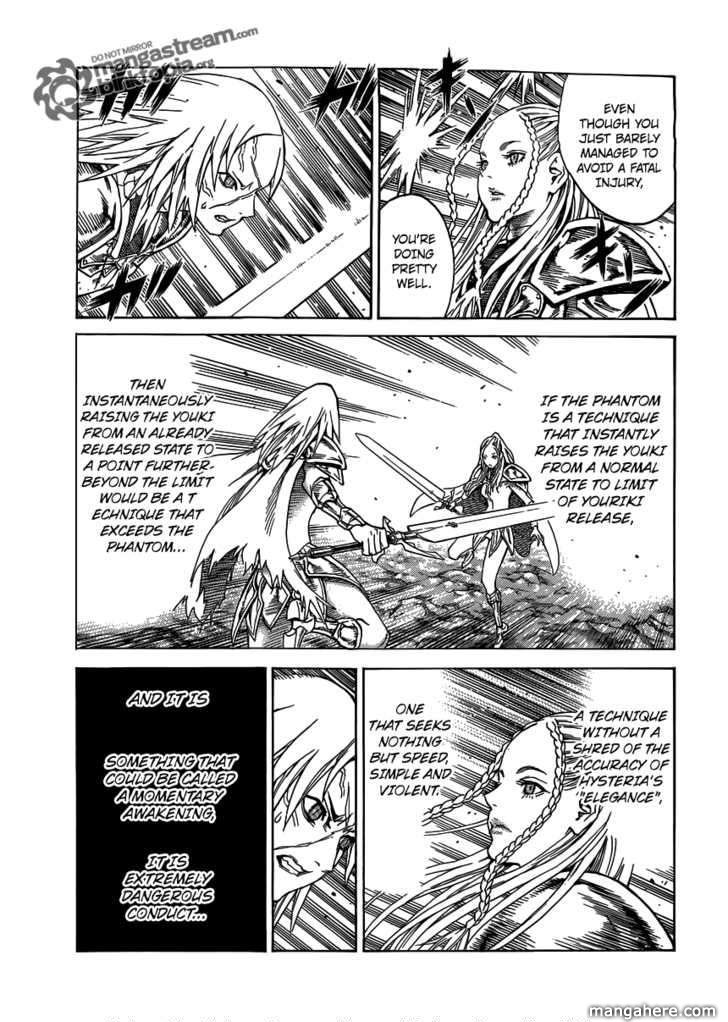 DO NOT MIRROR
mangastream.com
EVEN
THOUGH YOU
JUST BARELY
MANAGED TO
AVOID A FATAL
INJURY,
YOU'RE
DOING
PRETTY
WELL.
IF THE PHANTOM
IS A TECHNIQUE
THAT INSTANTLY
RAISES THE YOUKI
FROM A NORMAL
STATE TO LIMIT
OF YOURIKI
RELEASE,
THEN
INSTANTANEOUSLY
RAISING THE YOUKI
FROM AN ALREADY
RELEASED STATE TO
A POINT FURTHER-
BEYOND THE LIMIT
WOULD BE A T
ECHNIQUE THAT
EXCEEDS THE
PHANTOM...
A TECHNIQUE
WITHOUT A
SHRED OF THE
ACCURACY OF
HYSTERIA'S
"ELEGANCE",
ONE
THAT SEEKS
NOTHING
BUT SPEED,
SIMPLE AND
VIOLENT.
AND IT IS
SOMETHING THAT
COULD BE CALLED
A MOMENTARY
AWAKENING,
IT IS
EXTREMELY
DANGEROUS
CONDUCT...
mangahere.com